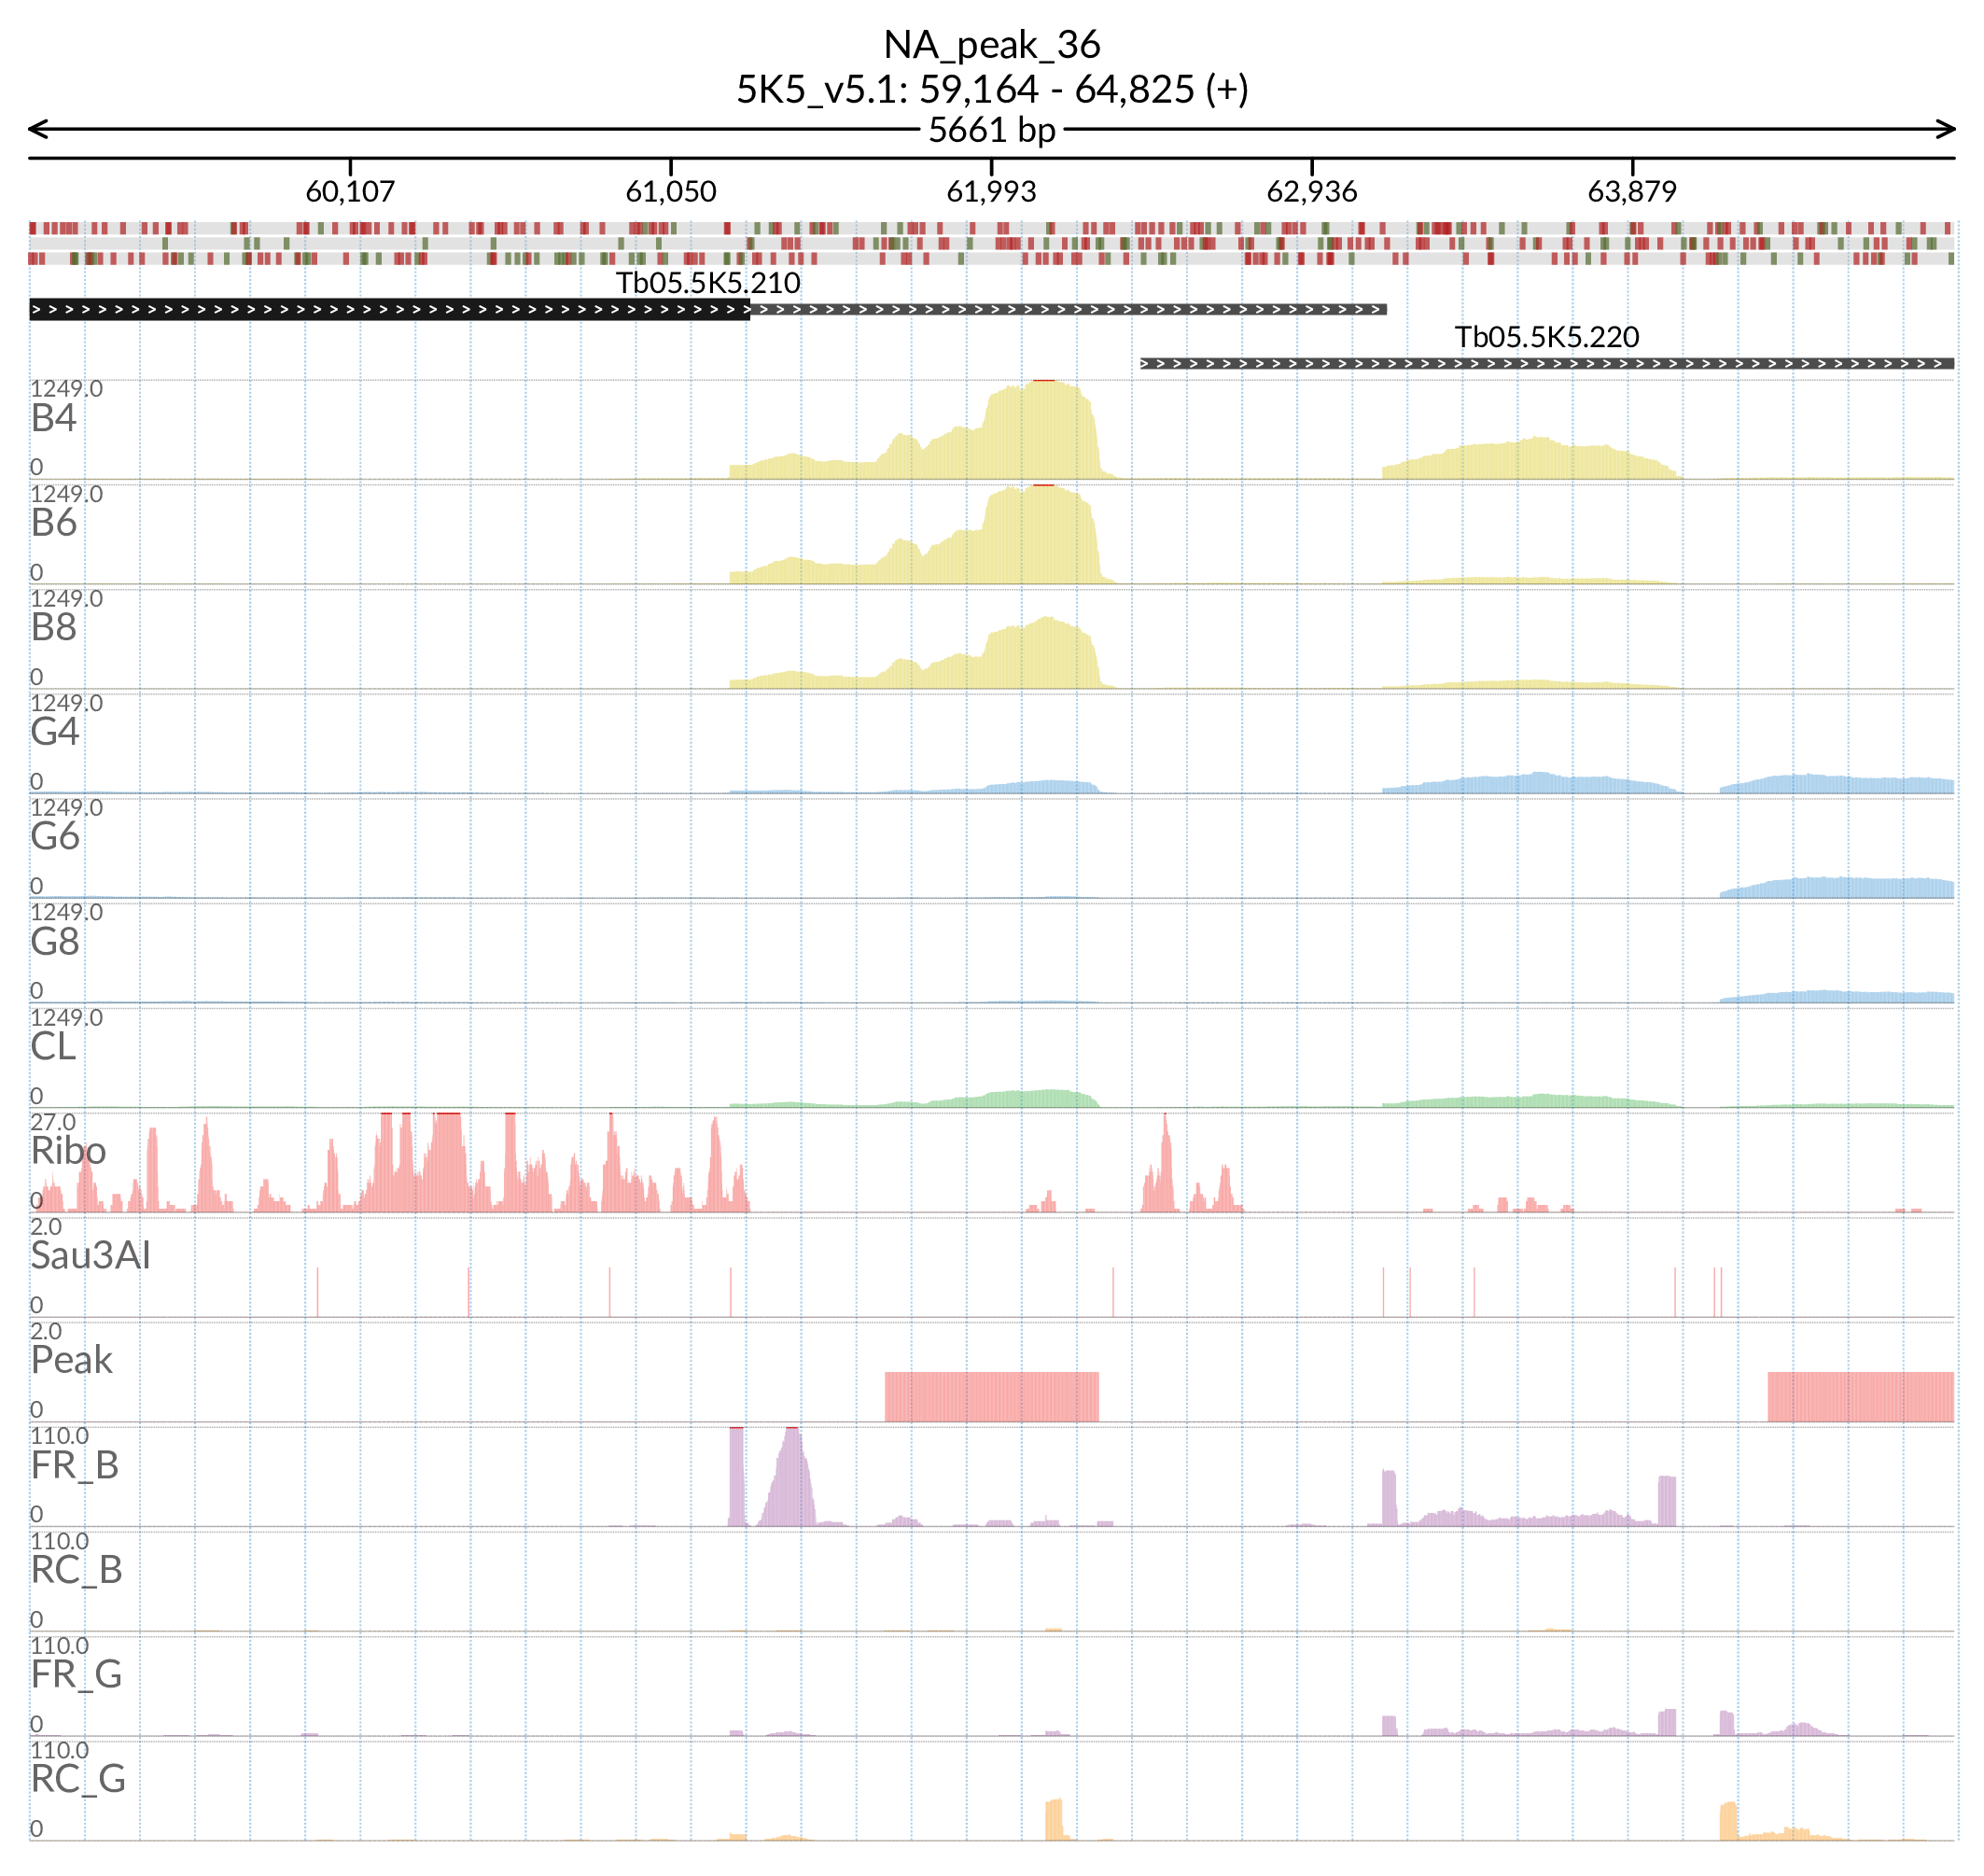 NA_peak_36
5K5_v5.1: 59,164 - 64,825 (+)
5661 bp
60,107 61,050 61,993 62,936 63,879
Tb05.5K5.210
Tb05.5K5.220
1249.0
B4
0
1249.0
B6
0
1249.0
B8
0
1249.0
G4
0
1249.0
G6
0
1249.0
G8
0
1249.0
CL
0
27.0
Ribo
0
2.0
Sau3AI
0
2.0
Peak
0
110.0
FR_B
0
110.0
RC_B
0
110.0
FR_G
0
110.0
RC_G
0